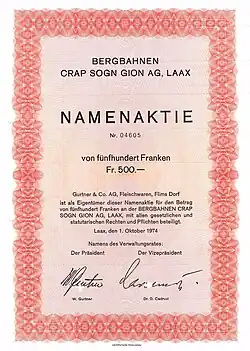 BERGBAHNEN
CRAP SOGN GION AG, LAAX
NAMENAKTIE
Nr. 04605
von fünfhundert Franken
Fr. 500.—
Gurtner & Co. AG, Fleischwaren, Flims Dorf
ist als Eigentümer dieser Namenaktie für den Betrag
von fünfhundert Franken an der BERGBAHNEN CRAP
SOGN GION AG, LAAX, mit allen gesetzlichen und
statutarischen Rechten und Pflichten beteiligt.
Laax, den 1. Oktober 1974
Namens des Verwaltungsrates:
Der Präsident Der Vizepräsident
W. Gurtner Dr. G. Cadruvi